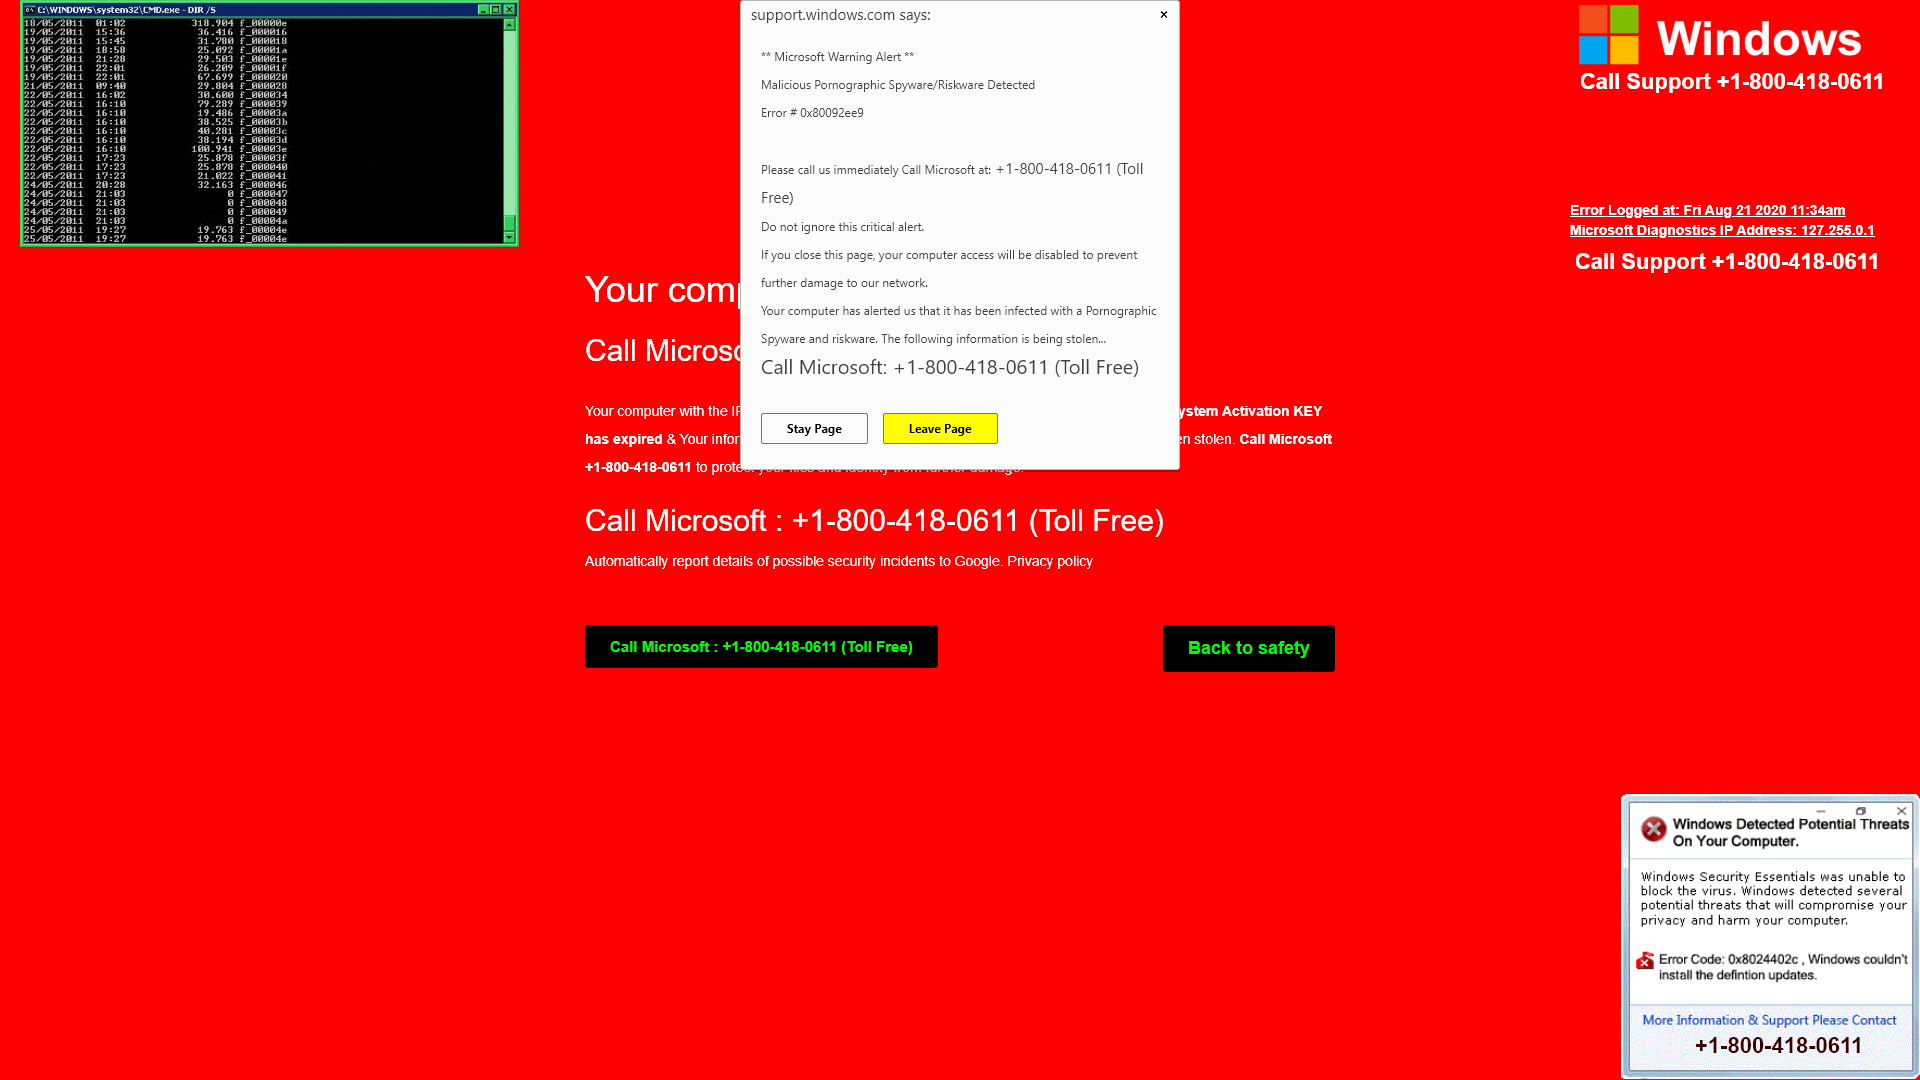 C:\WINDOWS\system32\CMD.exe - DIR /S
18/05/2011 01:02 318.904 f_00000e
19/05/2011 15:36 36.416 f_000016
19/05/2011 15:45 31.780 f_000018
19/05/2011 18:58 25.092 f_00001a
19/05/2011 21:28 29.503 f_00001e
19/05/2011 22:01 26.209 f_00001f
19/05/2011 22:01 67.699 f_000020
21/05/2011 09:40 29.804 f_000028
22/05/2011 16:02 30.600 f_000034
22/05/2011 16:10 79.289 f_000039
22/05/2011 16:10 19.486 f_00003a
22/05/2011 16:10 38.525 f_00003b
22/05/2011 16:10 40.281 f_00003c
22/05/2011 16:10 38.194 f_00003d
22/05/2011 16:10 100.941 f_00003e
22/05/2011 17:23 25.878 f_00003f
22/05/2011 17:23 25.878 f_000040
22/05/2011 17:23 21.022 f_000041
24/05/2011 20:28 32.163 f_000046
24/05/2011 21:03 0 f_000047
24/05/2011 21:03 0 f_000048
24/05/2011 21:03 0 f_000049
24/05/2011 21:03 0 f_00004a
25/05/2011 19:27 19.763 f_00004e
25/05/2011 19:27 19.763 f_00004e
support.windows.com says:
** Microsoft Warning Alert **
Malicious Pornographic Spyware/Riskware Detected
Error # 0x80092ee9
Please call us immediately Call Microsoft at: +1-800-418-0611 (Toll
Free)
Do not ignore this critical alert.
If you close this page, your computer access will be disabled to prevent
further damage to our network.
Your computer has alerted us that it has been infected with a Pornographic
Spyware and riskware. The following information is being stolen...
Call Microsoft: +1-800-418-0611 (Toll Free)
Stay Page Leave Page
Windows
Call Support +1-800-418-0611
Error Logged at: Fri Aug 21 2020 11:34am
Microsoft Diagnostics IP Address: 127.255.0.1
Call Support +1-800-418-0611
Your
Call
Your computer with the System Activation KEY
has expired & Your stolen. Call Microsoft
+1-800-418-0611 to protect your files and identity from further damage.
Call Microsoft : +1-800-418-0611 (Toll Free)
Automatically report details of possible security incidents to Google. Privacy policy
Call Microsoft : +1-800-418-0611 (Toll Free)
Back to safety
Windows Detected Potential Threats
On Your Computer.
Windows Security Essentials was unable to
block the virus. Windows detected several
potential threats that will compromise your
privacy and harm your computer.
Error Code: 0x8024402c , Windows couldn't
install the defintion updates.
More Information & Support Please Contact
+1-800-418-0611